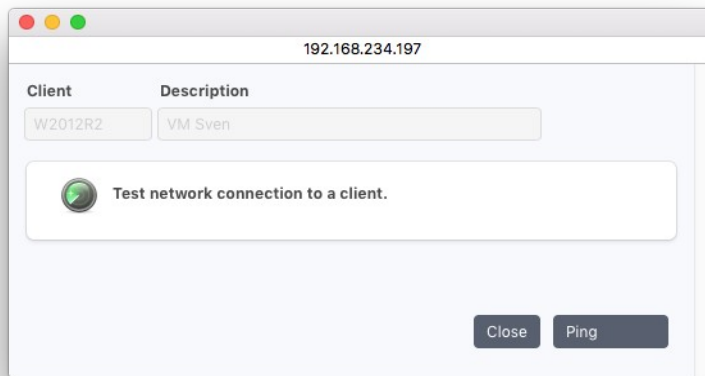 192.168.234.197
Client Description
W2012R2 VM Sven
Test network connection to a client.
Close Ping